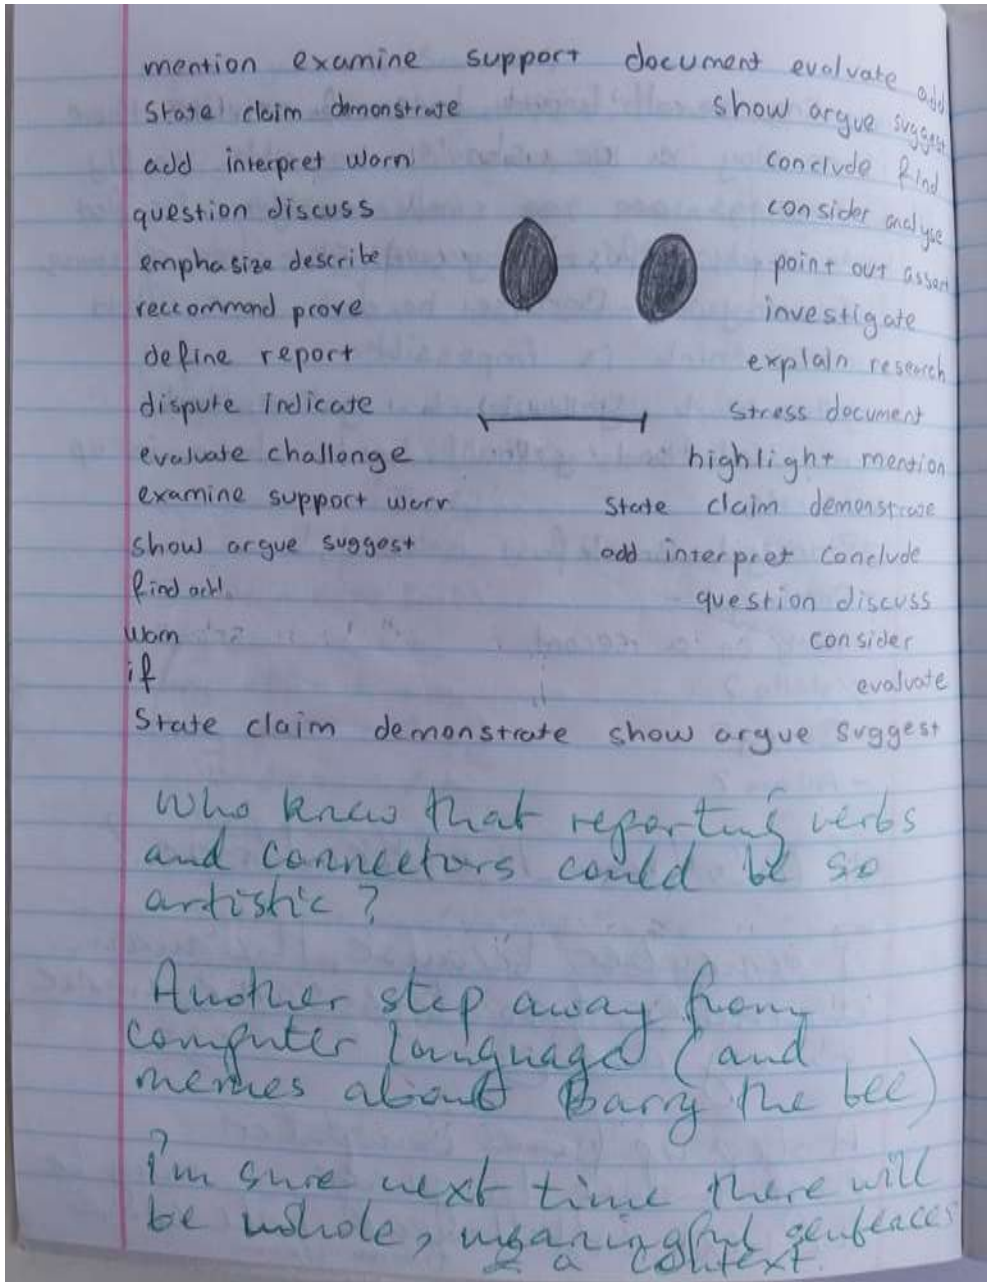 mention examine support document evaluate add
State claim demonstrate show argue suggest
add interpret warn conclude find
question discuss consider analyse
emphasize describe point out assert
reccommend prove investigate
define report explain research
dispute indicate stress document
evaluate challenge highlight mention
examine support warn state claim demonstrate
show argue suggest add interpret conclude
find add question discuss
warn consider
if evaluate
State claim demonstrate show argue suggest
Who knew that reporting verbs
and connectors could be so
artistic?
Another step away from
computer language (and
memes about Barry the bee)
I'm sure next time there will
be whole, meaningful sentences
& a context.